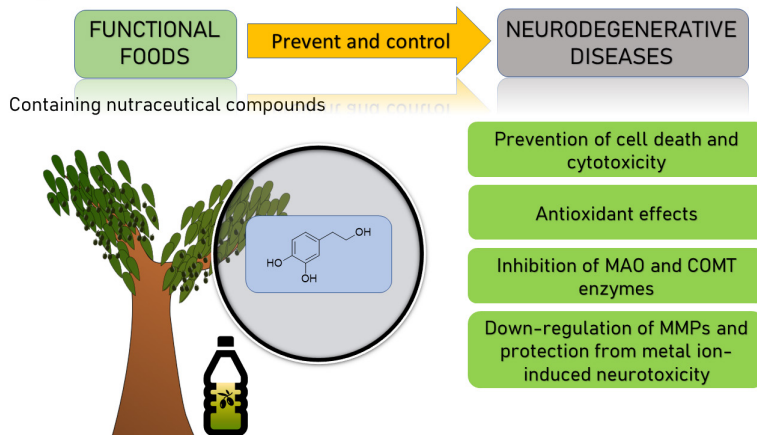 FUNCTIONAL
FOODS
Prevent and control
NEURODEGENERATIVE
DISEASES
Containing nutraceutical compounds
OH
HO
OH
Prevention of cell death and
cytotoxicity
Antioxidant effects
Inhibition of MAO and COMT
enzymes
Down-regulation of MMPs and
protection from metal ion-
induced neurotoxicity